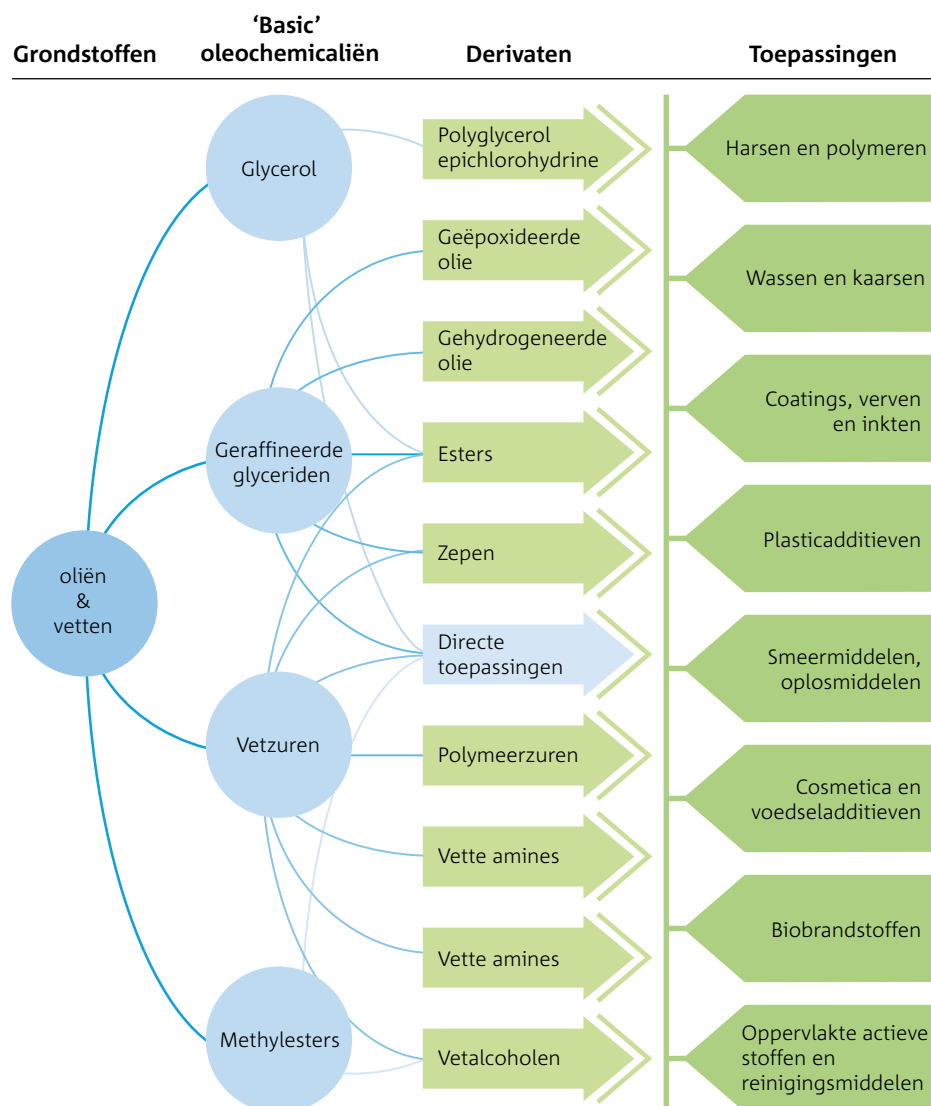 Grondstoffen
'Basic'
oleochemicaliën
Derivaten
Toepassingen
oliën
&
vetten
Glycerol
Geraffineerde
glyceriden
Vetzuren
Methylesters
Polyglycerol
epichlorohydrine
Geëpoxideerde
olie
Gehydrogeneerde
olie
Esters
Zepen
Directe
toepassingen
Polymeerzuren
Vette amines
Vette amines
Vetalcoholen
Harsen en polymeren
Wassen en kaarsen
Coatings, verven
en inkten
Plasticadditieven
Smeermiddelen,
oplosmiddelen
Cosmetica en
voedseladditieven
Biobrandstoffen
Oppervlakte actieve
stoffen en
reinigingsmiddelen